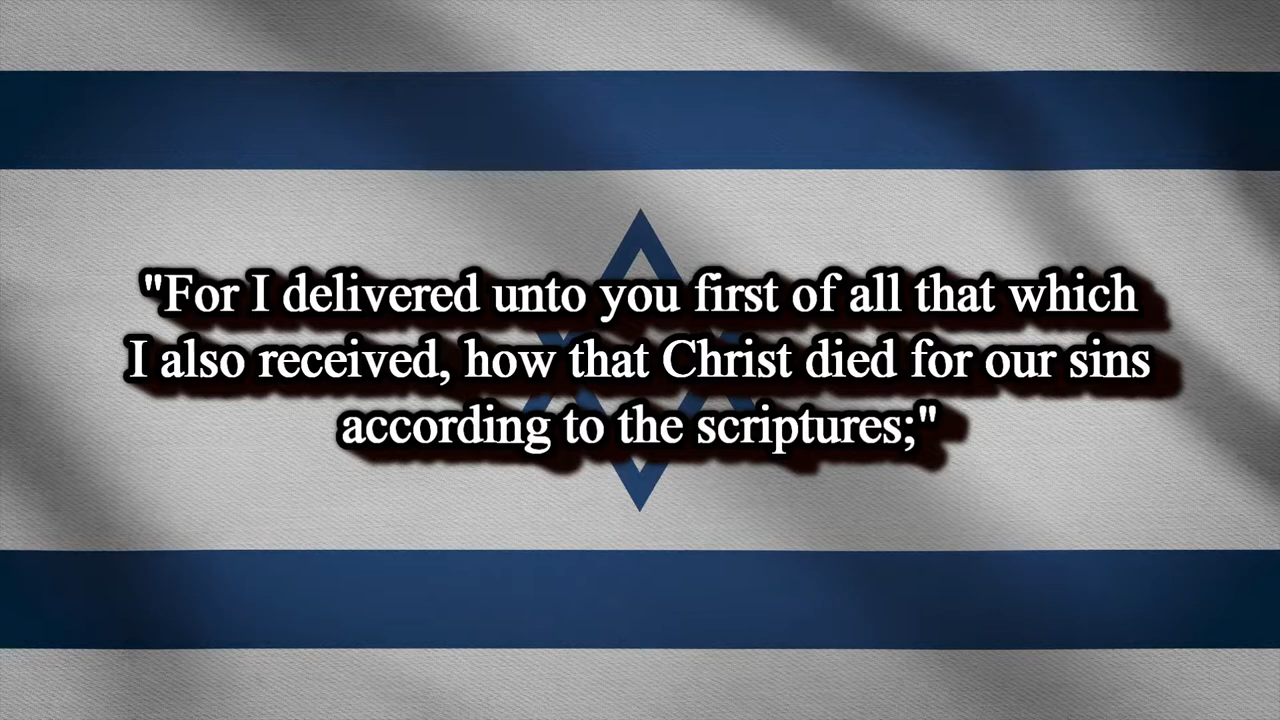 "For I delivered unto you first of all that which
I also received, how that Christ died for our sins
according to the scriptures;"